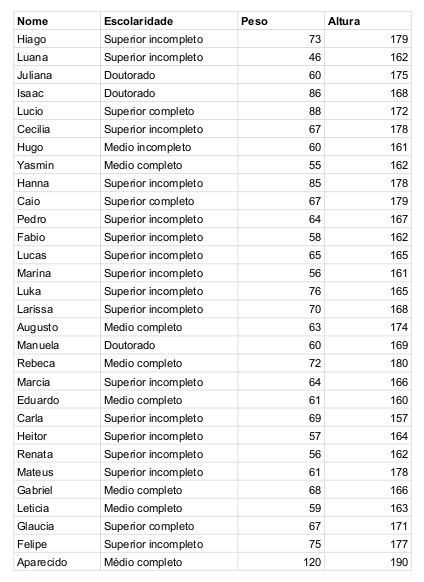 Nome Escolaridade Peso Altura
Hiago Superior incompleto 73 179
Luana Superior incompleto 46 162
Juliana Doutorado 60 175
Isaac Doutorado 86 168
Lucio Superior completo 88 172
Cecilia Superior incompleto 67 178
Hugo Medio incompleto 60 161
Yasmin Medio completo 55 162
Hanna Superior incompleto 85 178
Caio Superior completo 67 179
Pedro Superior incompleto 64 167
Fabio Superior incompleto 58 162
Lucas Superior incompleto 65 165
Marina Superior incompleto 56 161
Luka Superior incompleto 76 165
Larissa Superior incompleto 70 168
Augusto Medio completo 63 174
Manuela Doutorado 60 169
Rebeca Medio completo 72 180
Marcia Superior incompleto 64 166
Eduardo Medio completo 61 160
Carla Superior incompleto 69 157
Heitor Superior incompleto 57 164
Renata Superior incompleto 56 162
Mateus Superior incompleto 61 178
Gabriel Medio completo 68 166
Leticia Medio completo 59 163
Glaucia Superior completo 67 171
Felipe Superior incompleto 75 177
Aparecido Médio completo 120 190